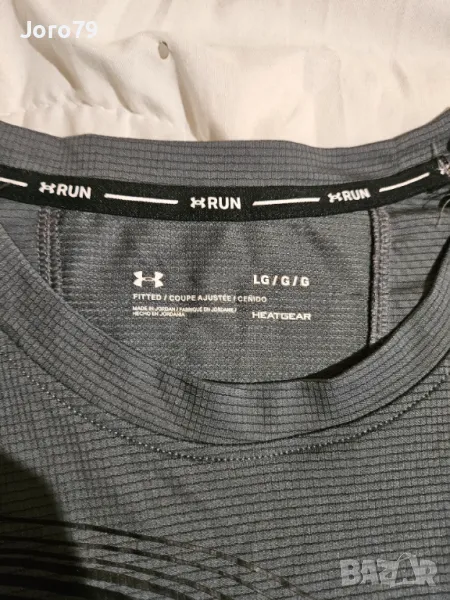 Joro79
RUN RUN RUN
LG / G / G
FITTED / COUPE AJUSTÉE / CEÑIDO
MADE IN JORDAN / FABRIQUÉ EN JORDANIE /
HECHO EN JORDANIA
HEATGEAR
BAZAR